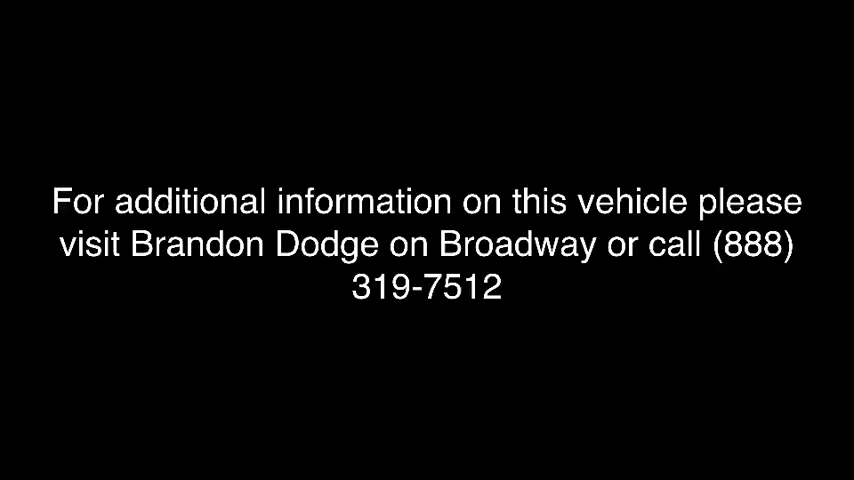 For additional information on this vehicle please
visit Brandon Dodge on Broadway or call (888)
319-7512